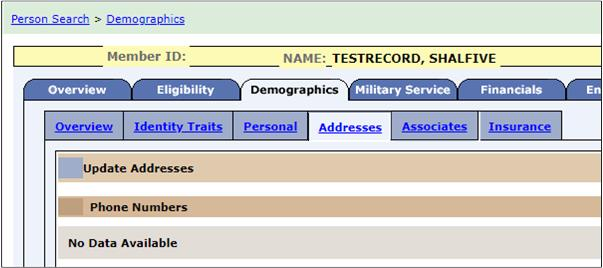 Person Search > Demographics
Member ID: NAME: TESTRECORD, SHALFIVE
Overview Eligibility Demographics Military Service Financials En
Overview Identity Traits Personal Addresses Associates Insurance
Update Addresses
Phone Numbers
No Data Available